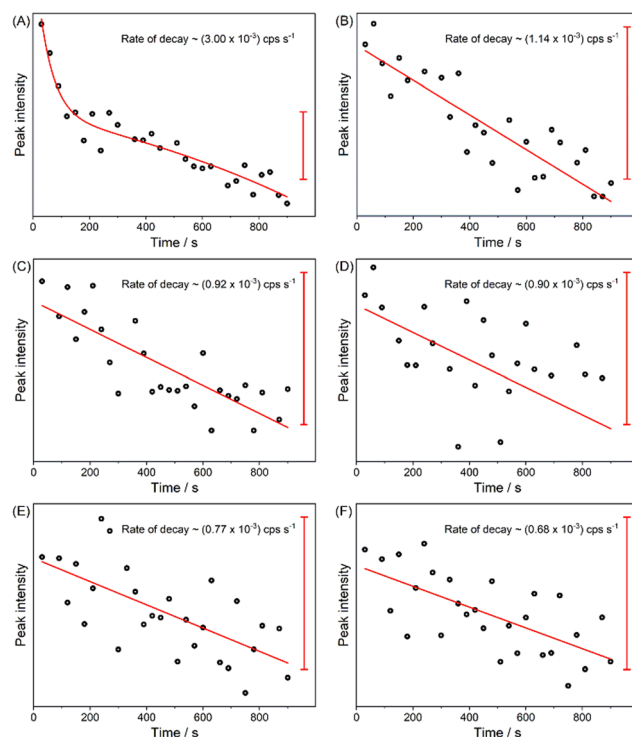 (A)
Rate of decay ~ (3.00 x 10⁻³) cps s⁻¹
Peak intensity
0 200 400 600 800
Time / s
(B)
Rate of decay ~ (1.14 x 10⁻³) cps s⁻¹
Peak intensity
0 200 400 600 800
Time / s
(C)
Rate of decay ~ (0.92 x 10⁻³) cps s⁻¹
Peak intensity
0 200 400 600 800
Time / s
(D)
Rate of decay ~ (0.90 x 10⁻³) cps s⁻¹
Peak intensity
0 200 400 600 800
Time / s
(E)
Rate of decay ~ (0.77 x 10⁻³) cps s⁻¹
Peak intensity
0 200 400 600 800
Time / s
(F)
Rate of decay ~ (0.68 x 10⁻³) cps s⁻¹
Peak intensity
0 200 400 600 800
Time / s